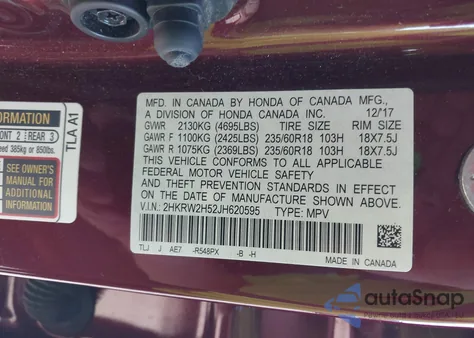 MFD. IN CANADA BY HONDA OF CANADA MFG.,
A DIVISION OF HONDA CANADA INC. 12/17
GVWR 2130KG (4695LBS) TIRE SIZE RIM SIZE
GAWR F 1100KG (2425LBS) 235/60R18 103H 18X7.5J
GAWR R 1075KG (2369LBS) 235/60R18 103H 18X7.5J
THIS VEHICLE CONFORMS TO ALL APPLICABLE
FEDERAL MOTOR VEHICLE SAFETY
AND THEFT PREVENTION STANDARDS IN EFFECT
ON THE DATE OF MANUFACTURE SHOWN ABOVE.
V.I.N.: 2HKRW2H52JH620595 TYPE: MPV
TLJ J AE7 -R548PX -B -H
MADE IN CANADA
ORMATION
ONT 2 REAR 3
eed 385kg or 850lbs.
SEE OWNER'S
MANUAL FOR
ADDITIONAL
INFORMATION
TLA A1
autoSnap